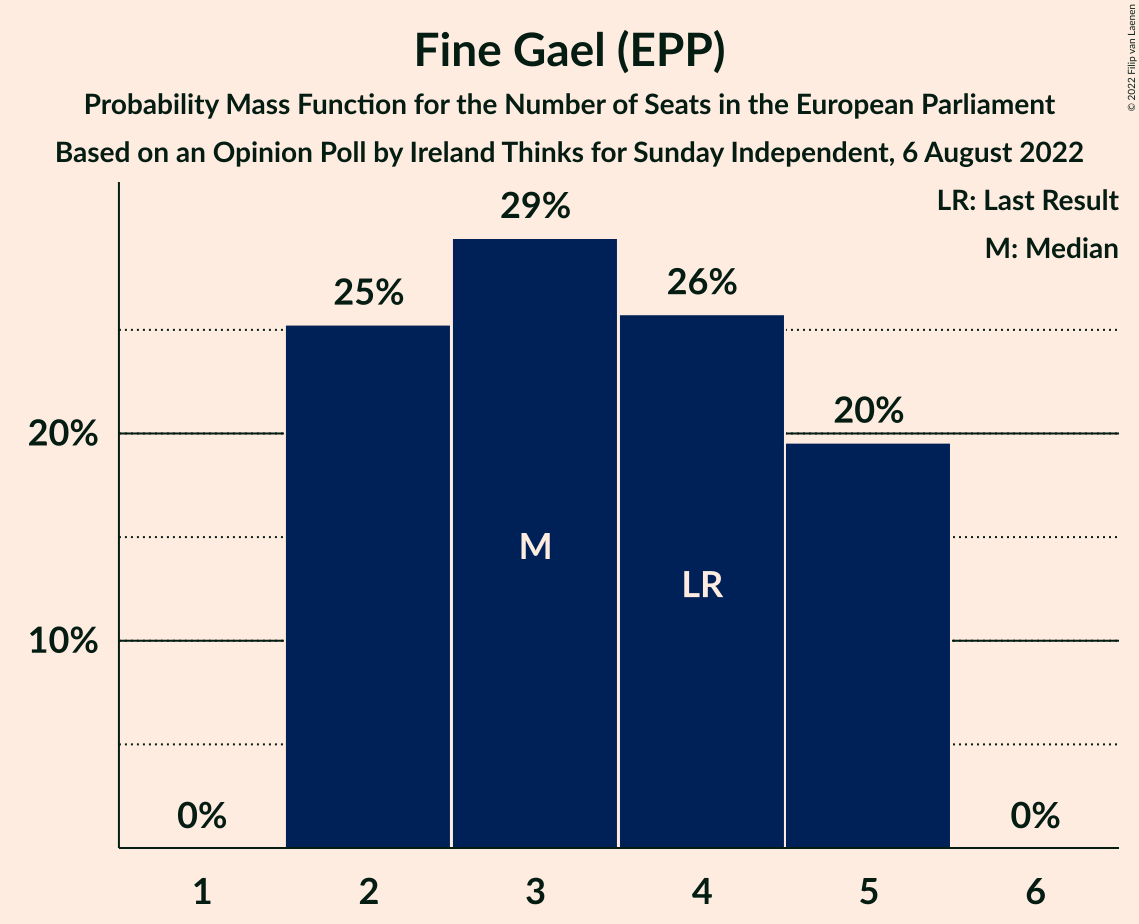 Fine Gael (EPP)
Probability Mass Function for the Number of Seats in the European Parliament
Based on an Opinion Poll by Ireland Thinks for Sunday Independent, 6 August 2022
© 2022 Filip van Laenen
LR: Last Result
M: Median
29%
26%
25%
20%
20%
10%
M
LR
0%
0%
1 2 3 4 5 6